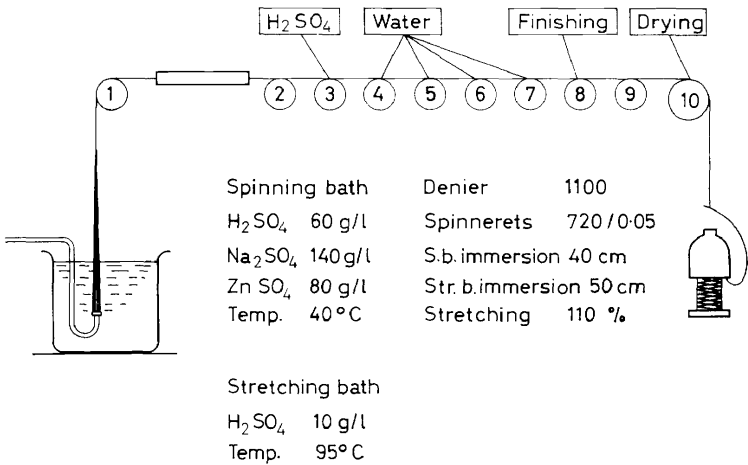 H₂SO₄ Water Finishing Drying
1 2 3 4 5 6 7 8 9 10
Spinning bath Denier 1100
H₂SO₄ 60 g/l Spinnerets 720/0·05
Na₂SO₄ 140 g/l S.b. immersion 40 cm
Zn SO₄ 80 g/l Str. b. immersion 50 cm
Temp. 40°C Stretching 110 %
Stretching bath
H₂SO₄ 10 g/l
Temp. 95°C